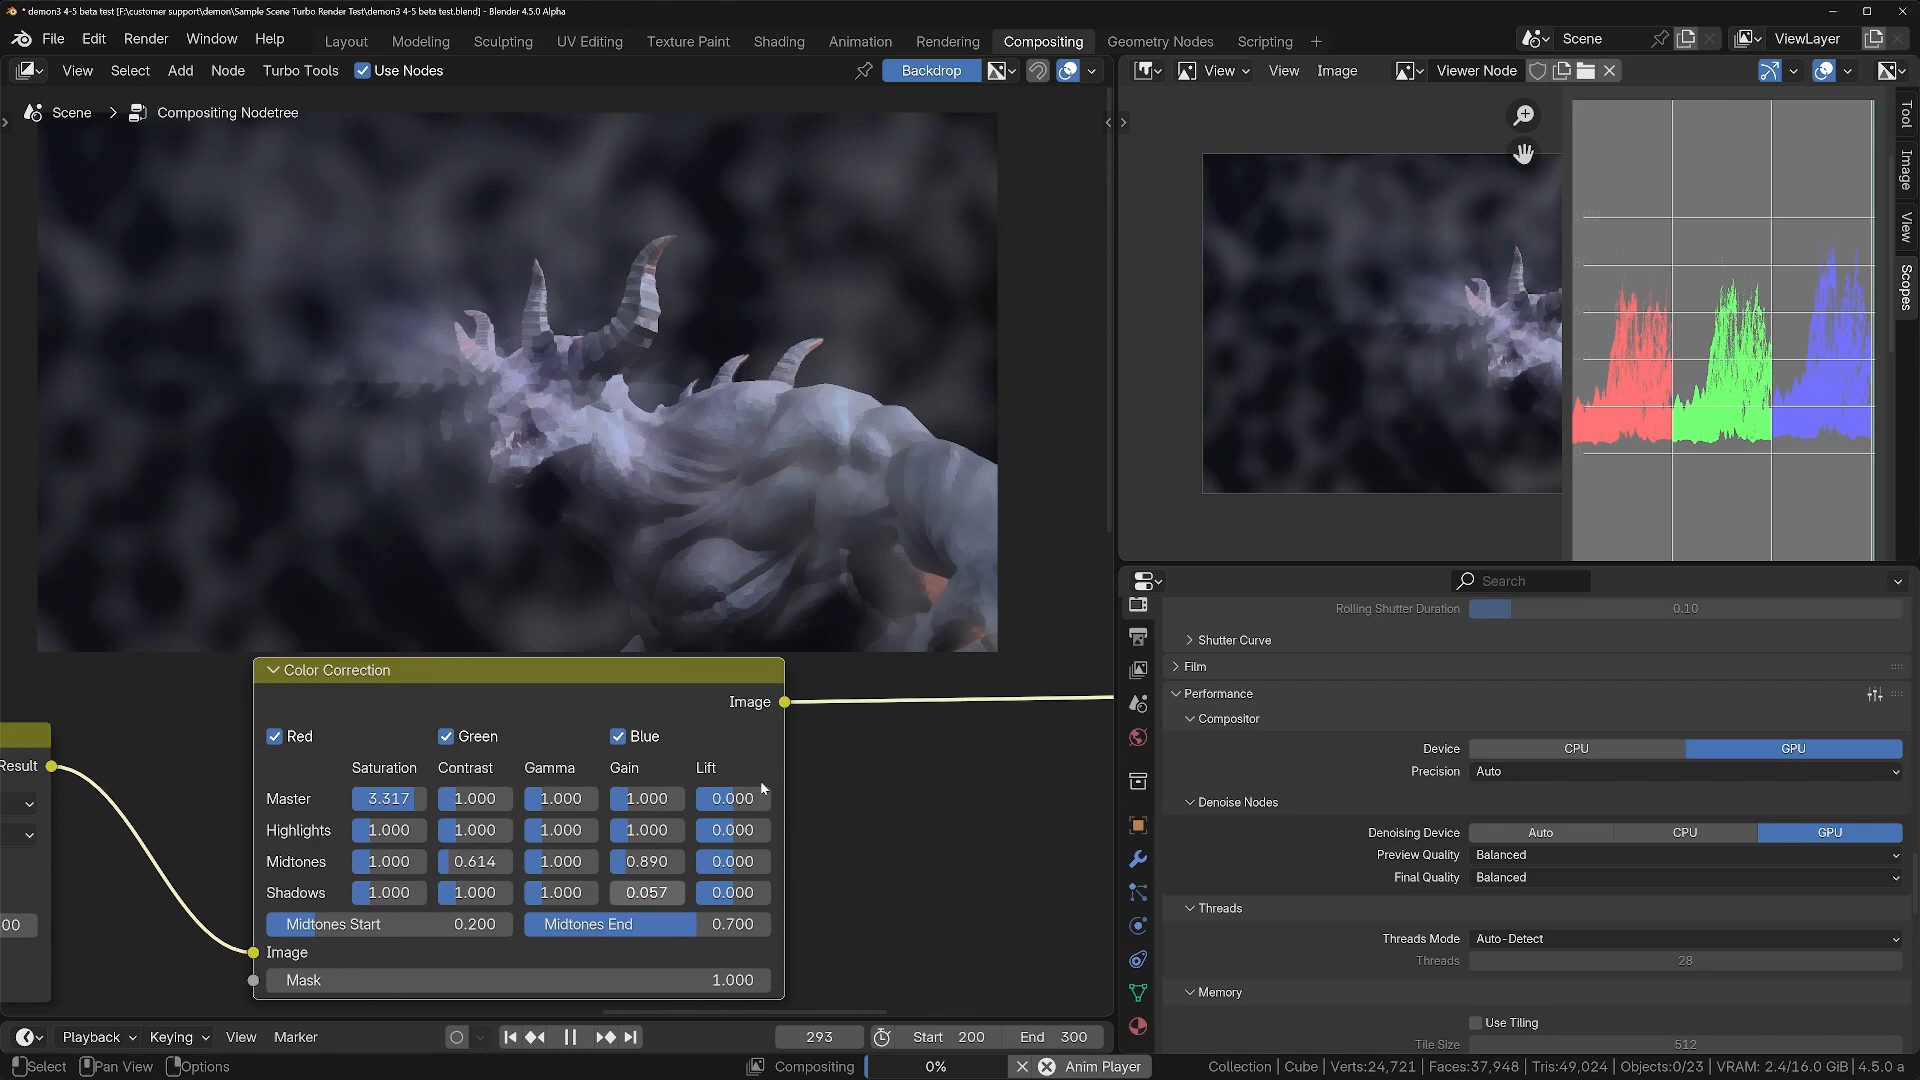 * demon3 4-5 beta test [F:\customer support\demon\Sample Scene Turbo Render Test\demon3 4-5 beta test.blend] - Blender 4.5.0 Alpha
File Edit Render Window Help Layout Modeling Sculpting UV Editing Texture Paint Shading Animation Rendering Compositing Geometry Nodes Scripting + Scene ViewLayer
View Select Add Node Turbo Tools Use Nodes Backdrop View View Image Viewer Node
Scene > Compositing Nodetree
Tool
Image
View
Scopes
Color Correction
Image
Red Green Blue
Saturation Contrast Gamma Gain Lift
Master 3.317 1.000 1.000 1.000 0.000
Highlights 1.000 1.000 1.000 1.000 0.000
Midtones 1.000 0.614 1.000 0.890 0.000
Shadows 1.000 1.000 1.000 0.057 0.000
Midtones Start 0.200 Midtones End 0.700
Image
Mask 1.000
Result
00
Search
Rolling Shutter Duration 0.10
Shutter Curve
Film
Performance
Compositor
Device CPU GPU
Precision Auto
Denoise Nodes
Denoising Device Auto CPU GPU
Preview Quality Balanced
Final Quality Balanced
Threads
Threads Mode Auto-Detect
Threads 28
Memory
Use Tiling
Tile Size 512
Playback Keying View Marker 293 Start 200 End 300
Select Pan View Options Compositing 0% Anim Player Collection | Cube | Verts:24,721 | Faces:37,948 | Tris:49,024 | Objects:0/23 | VRAM: 2.4/16.0 GiB | 4.5.0 a